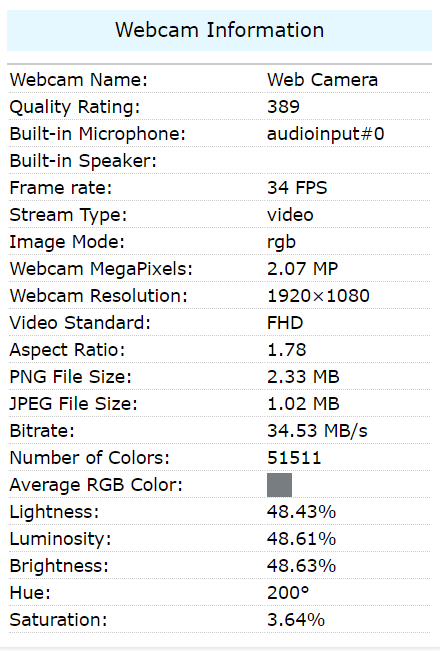 Webcam Information
Webcam Name: Web Camera
Quality Rating: 389
Built-in Microphone: audioinput#0
Built-in Speaker:
Frame rate: 34 FPS
Stream Type: video
Image Mode: rgb
Webcam MegaPixels: 2.07 MP
Webcam Resolution: 1920×1080
Video Standard: FHD
Aspect Ratio: 1.78
PNG File Size: 2.33 MB
JPEG File Size: 1.02 MB
Bitrate: 34.53 MB/s
Number of Colors: 51511
Average RGB Color:
Lightness: 48.43%
Luminosity: 48.61%
Brightness: 48.63%
Hue: 200°
Saturation: 3.64%